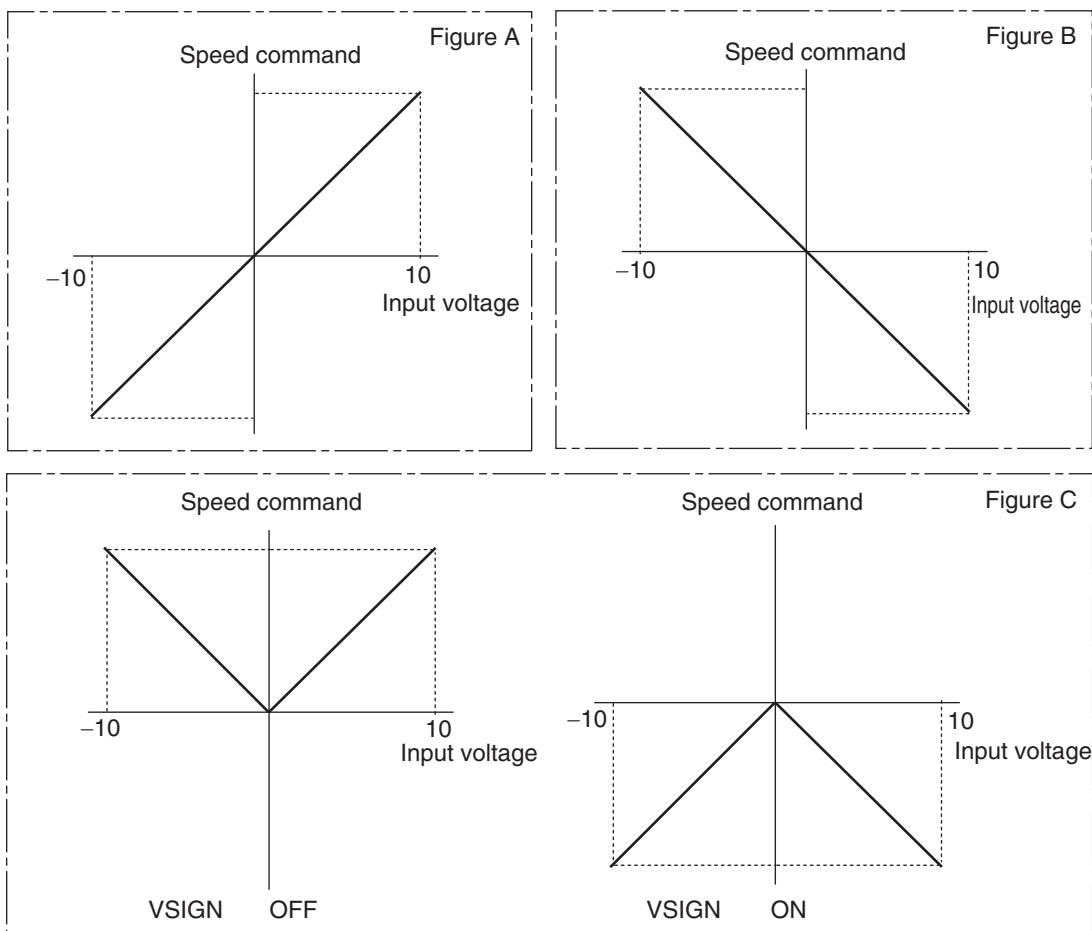 Figure A
Speed command
−10
10
Input voltage
Figure B
Speed command
−10
10
Input voltage
Figure C
Speed command
−10
10
Input voltage
VSIGN OFF
Speed command
−10
10
Input voltage
VSIGN ON